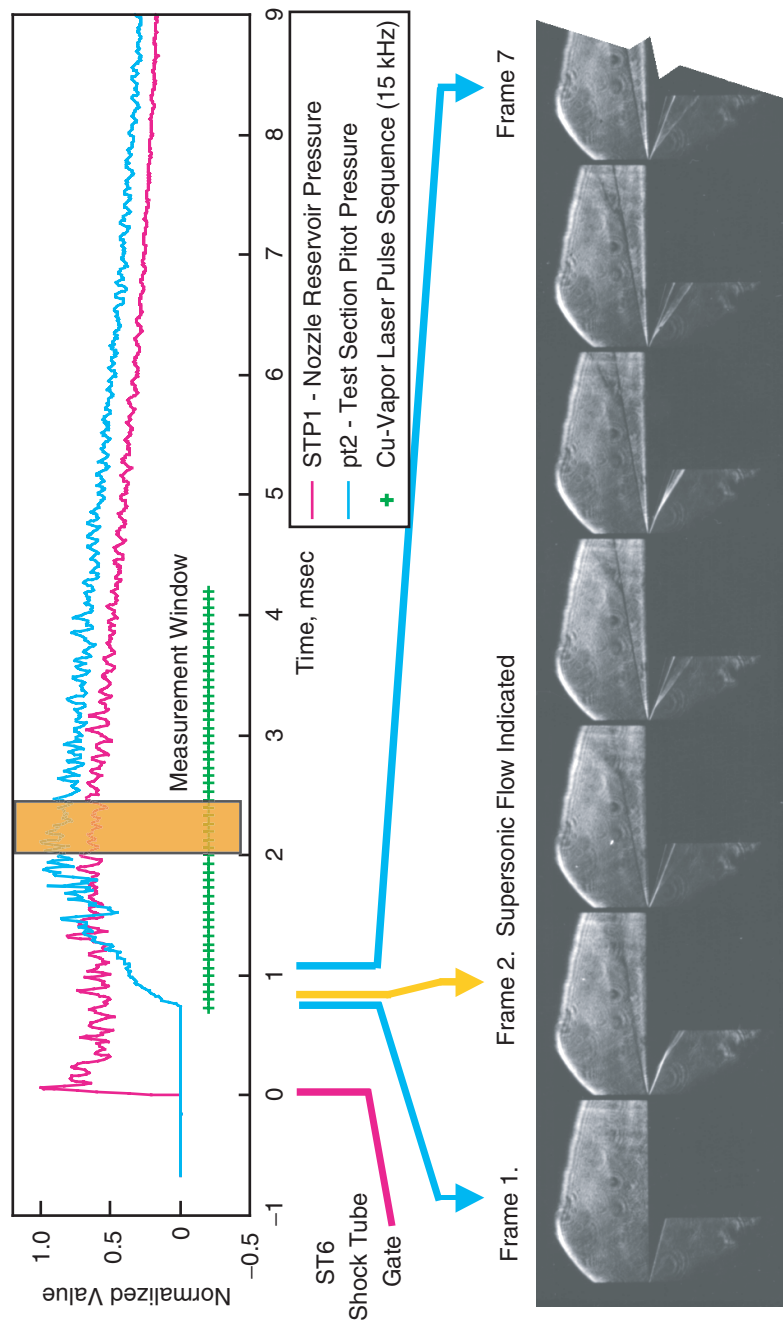 Normalized Value
1.0
0.5
0
–0.5
–1
0
1
2
3
4
5
6
7
8
9
Time, msec
Measurement Window
STP1 - Nozzle Reservoir Pressure
pt2 - Test Section Pitot Pressure
Cu-Vapor Laser Pulse Sequence (15 kHz)
ST6
Shock Tube
Gate
Frame 1.
Frame 2. Supersonic Flow Indicated
Frame 7